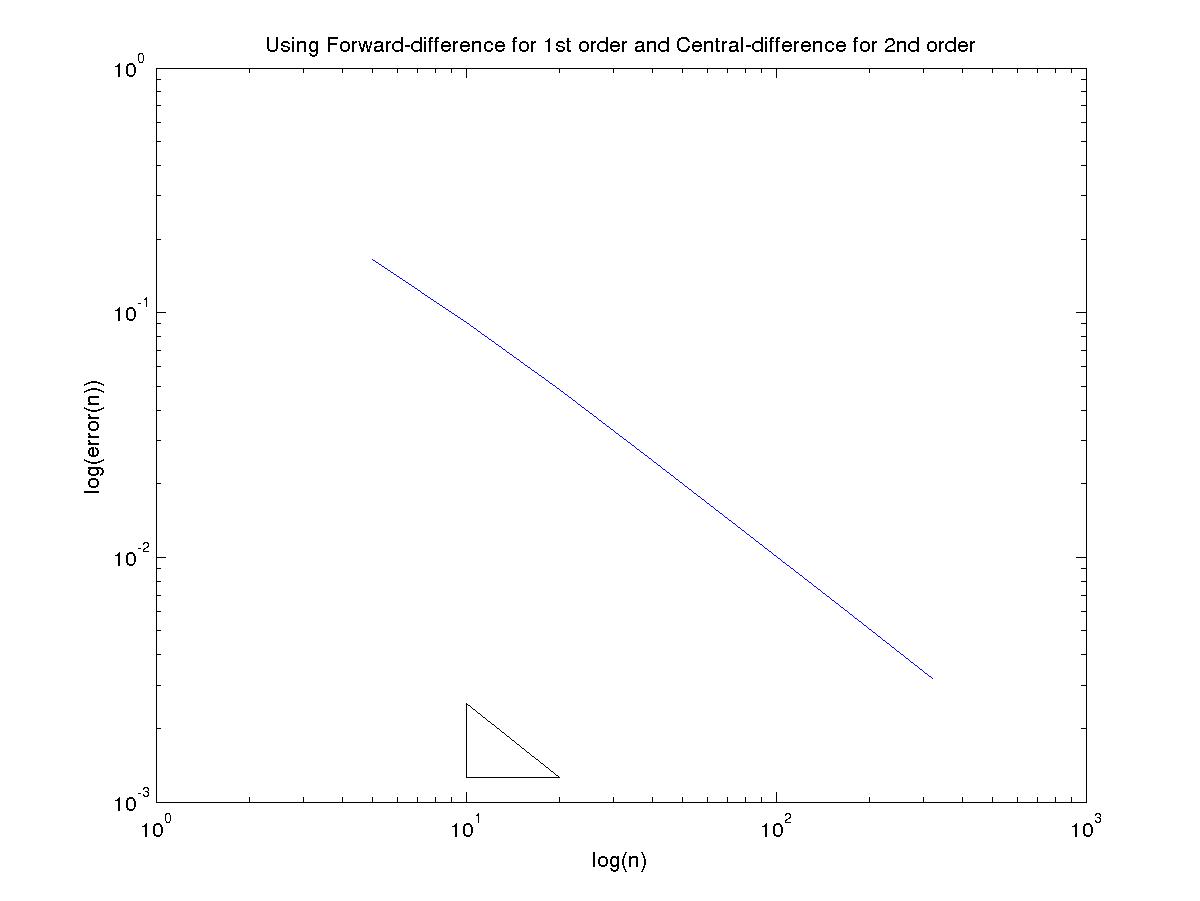 Using Forward-difference for 1st order and Central-difference for 2nd order
10^0
10^-1
10^-2
10^-3
log(error(n))
10^0 10^1 10^2 10^3
log(n)